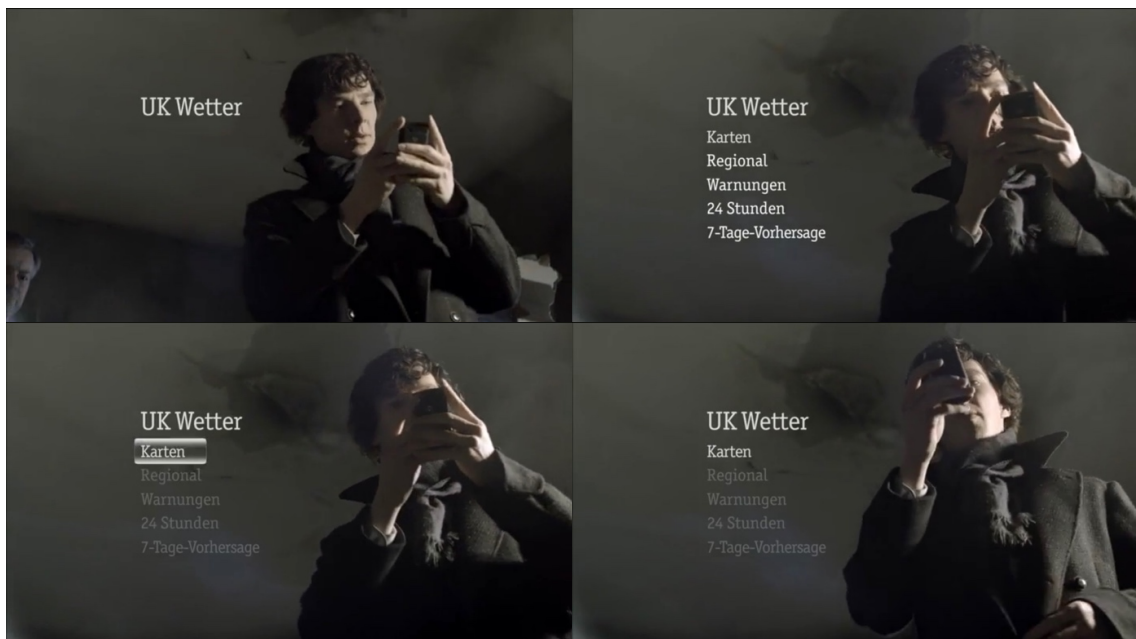 UK Wetter
UK Wetter
Karten
Regional
Warnungen
24 Stunden
7-Tage-Vorhersage
UK Wetter
Karten
Regional
Warnungen
24 Stunden
7-Tage-Vorhersage
UK Wetter
Karten
Regional
Warnungen
24 Stunden
7-Tage-Vorhersage